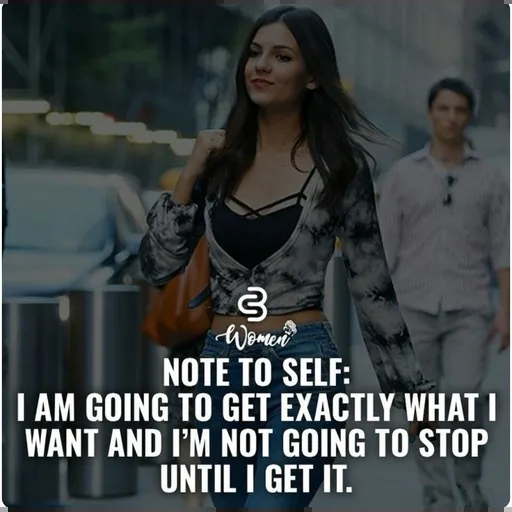 CB
Women
NOTE TO SELF:
I AM GOING TO GET EXACTLY WHAT I
WANT AND I'M NOT GOING TO STOP
UNTIL I GET IT.